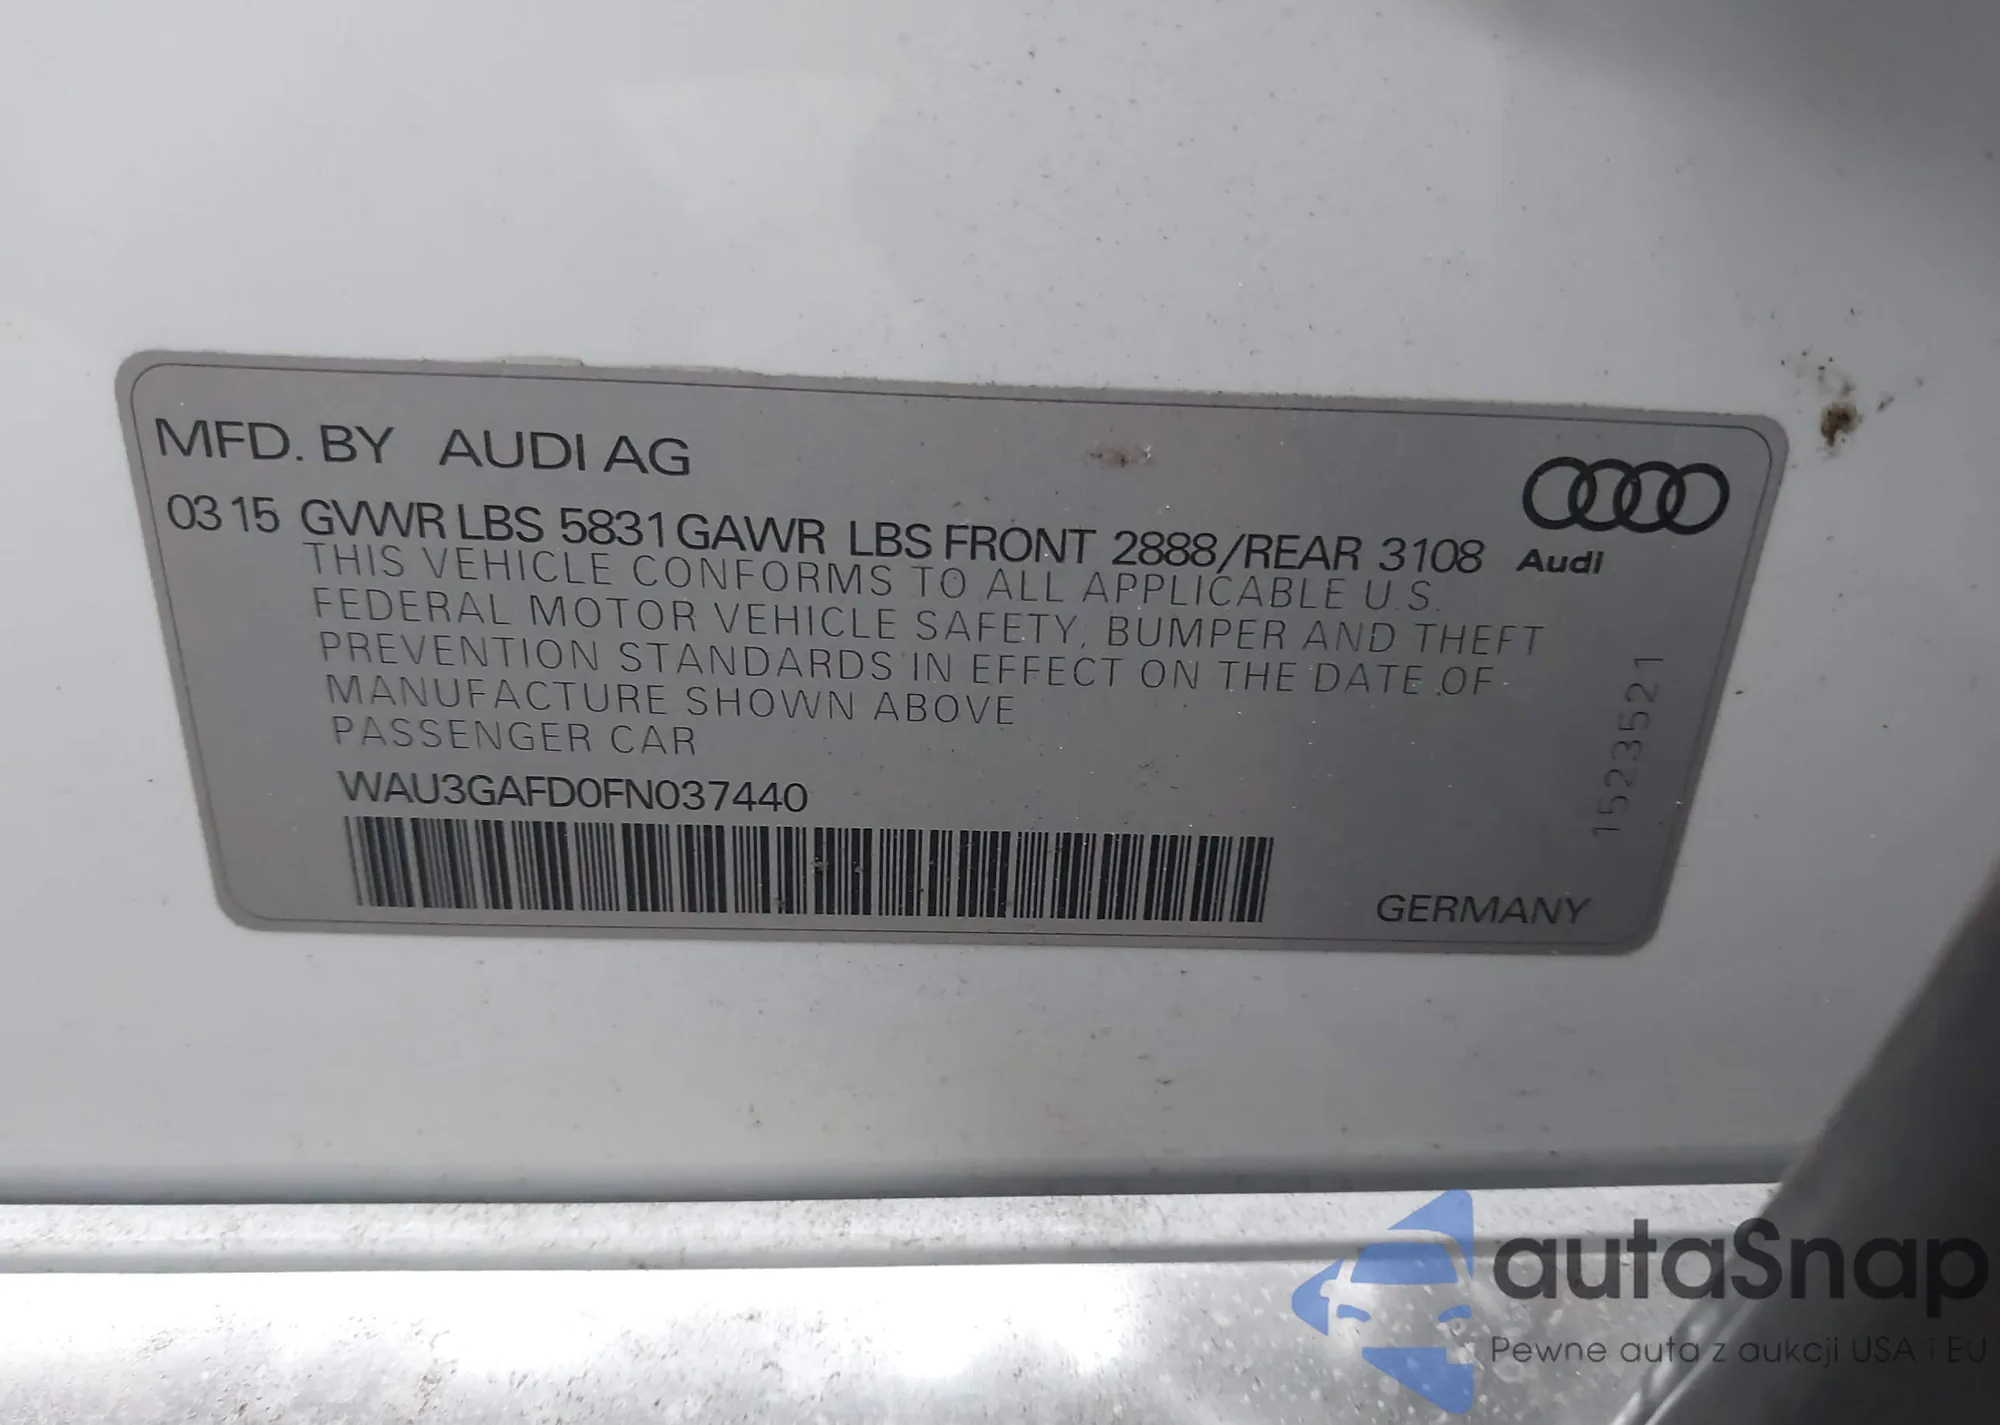 MFD. BY AUDI AG
03 15 GVWR LBS 5831 GAWR LBS FRONT 2888/REAR 3108
Audi
THIS VEHICLE CONFORMS TO ALL APPLICABLE U.S.
FEDERAL MOTOR VEHICLE SAFETY, BUMPER AND THEFT
PREVENTION STANDARDS IN EFFECT ON THE DATE OF
MANUFACTURE SHOWN ABOVE
PASSENGER CAR
WAU3GAFD0FN037440
1523521
GERMANY
autaSnap
Pewne auta z aukcji USA i EU